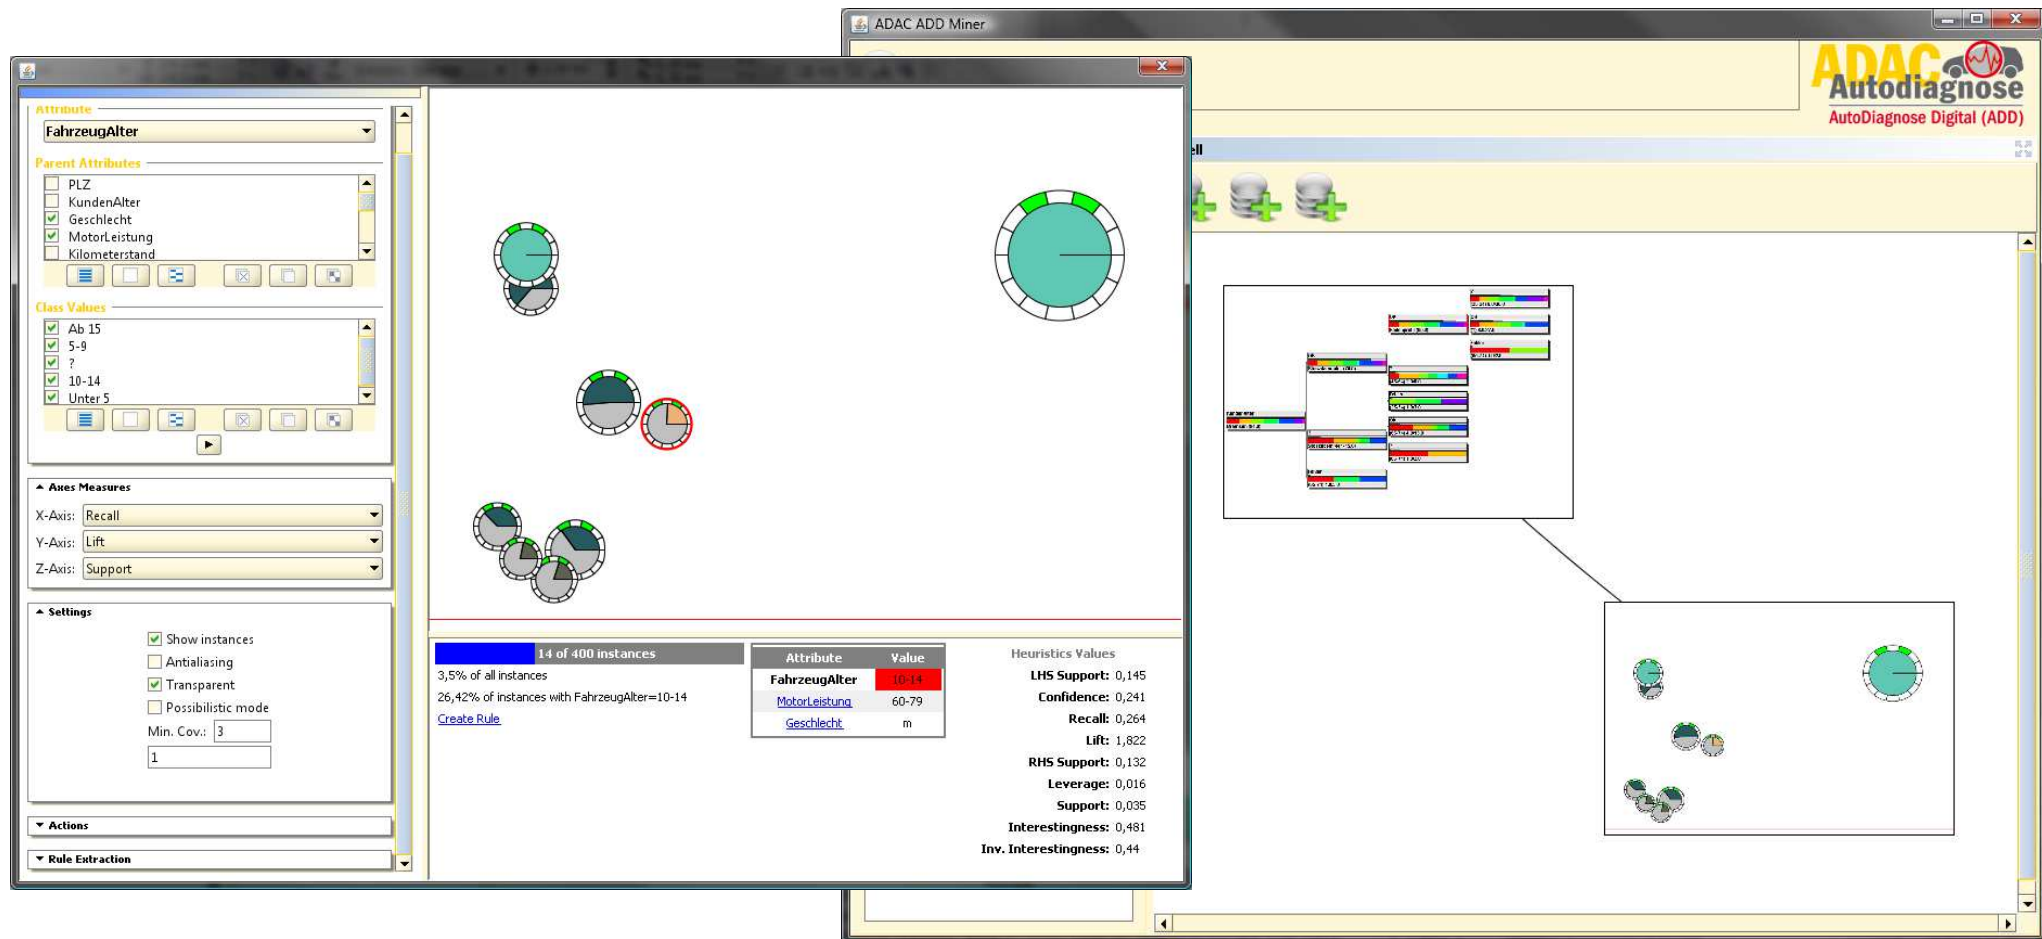 ADAC ADD Miner
ADAC
Autodiagnose
AutoDiagnose Digital (ADD)
ell
Attribute
FahrzeugAlter
Parent Attributes
PLZ
KundenAlter
Geschlecht
MotorLeistung
Kilometerstand
Class Values
Ab 15
5-9
?
10-14
Unter 5
Axes Measures
X-Axis: Recall
Y-Axis: Lift
Z-Axis: Support
Settings
Show instances
Antialiasing
Transparent
Possibilistic mode
Min. Cov.: 3
1
Actions
Rule Extraction
14 of 400 instances
3,5% of all instances
26,42% of instances with FahrzeugAlter=10-14
Create Rule
Attribute Value
FahrzeugAlter 10-14
MotorLeistung 60-79
Geschlecht m
Heuristics Values
LHS Support: 0,145
Confidence: 0,241
Recall: 0,264
Lift: 1,822
RHS Support: 0,132
Leverage: 0,016
Support: 0,035
Interestingness: 0,481
Inv. Interestingness: 0,44